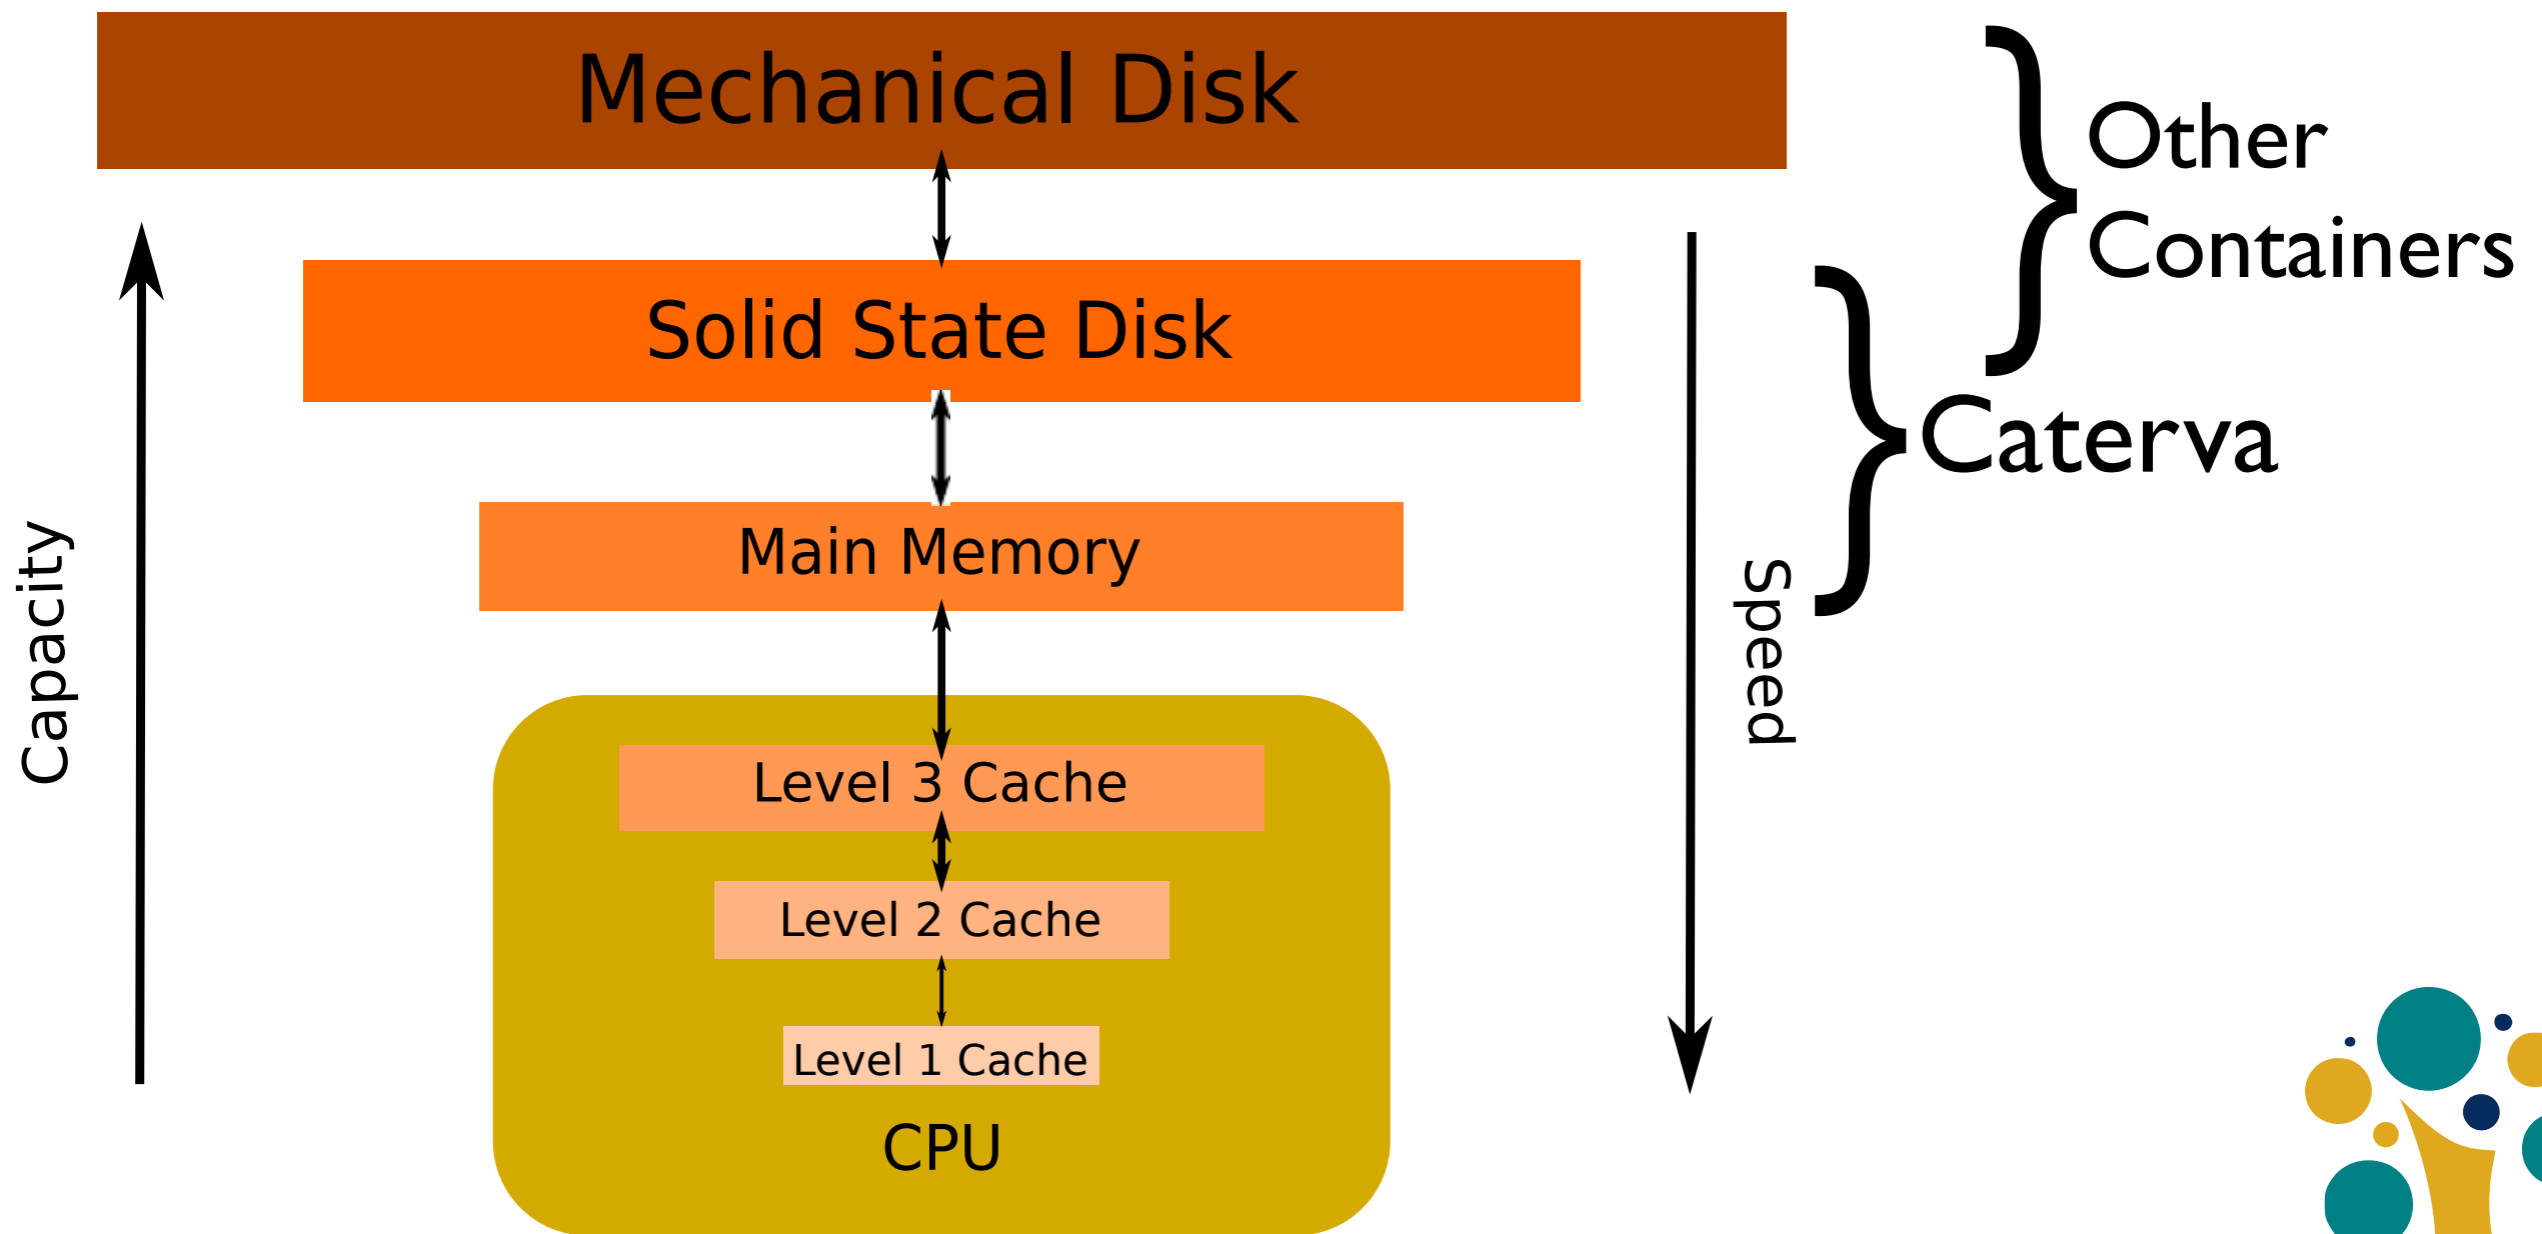 Mechanical Disk
Other
Containers
Solid State Disk
Caterva
Main Memory
Capacity
Speed
Level 3 Cache
Level 2 Cache
Level 1 Cache
CPU